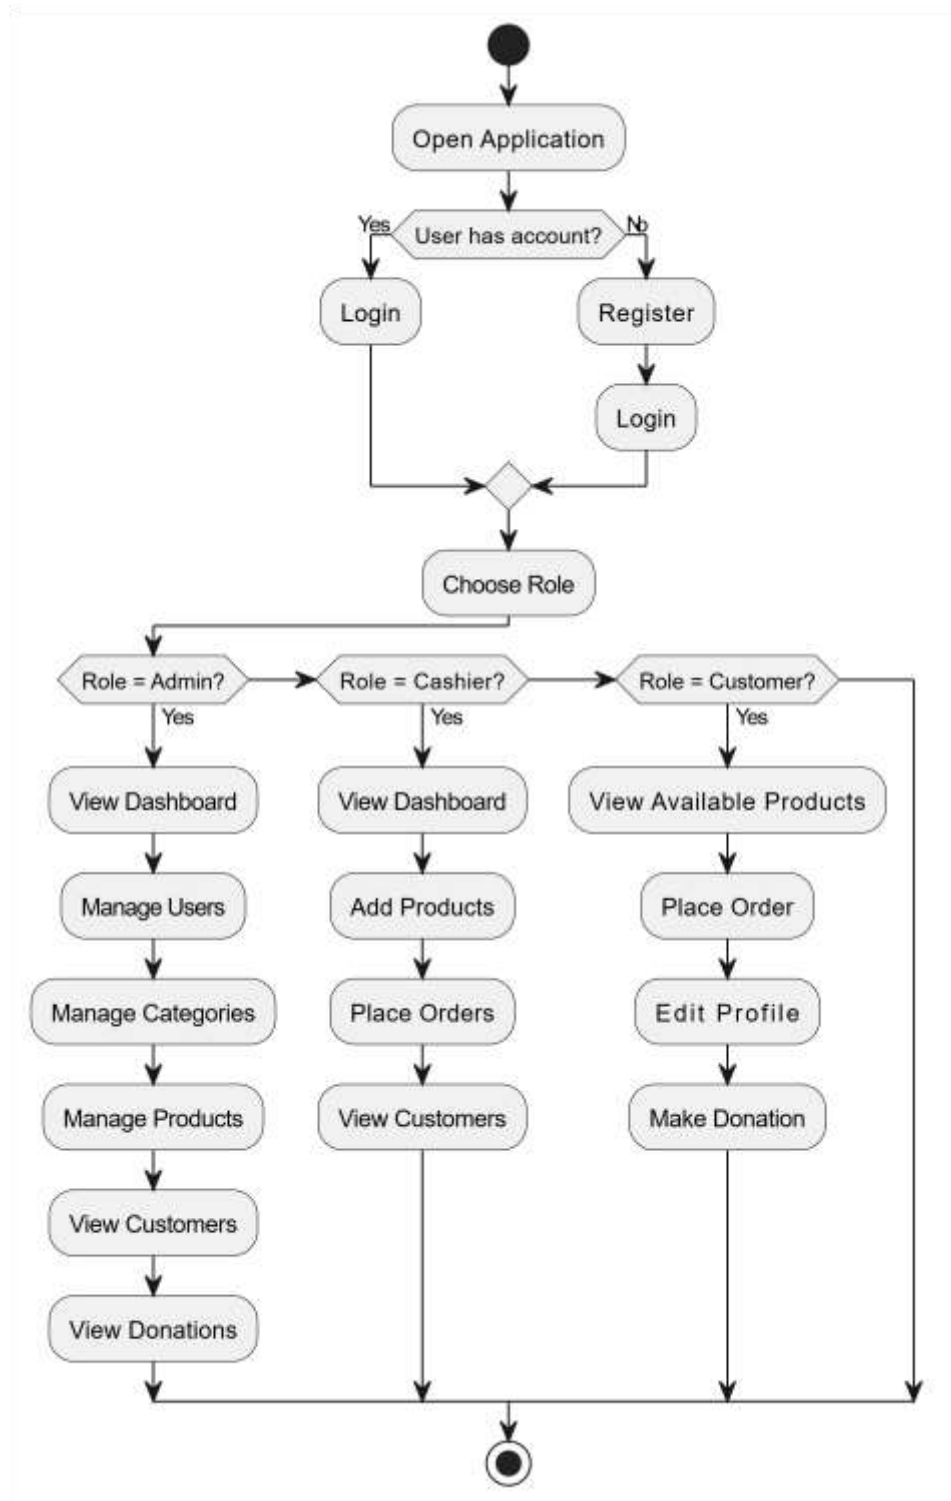 Open Application
Yes
User has account?
No
Login
Register
Login
Choose Role
Role = Admin?
Role = Cashier?
Role = Customer?
Yes
Yes
Yes
View Dashboard
View Dashboard
View Available Products
Manage Users
Add Products
Place Order
Manage Categories
Place Orders
Edit Profile
Manage Products
View Customers
Make Donation
View Customers
View Donations